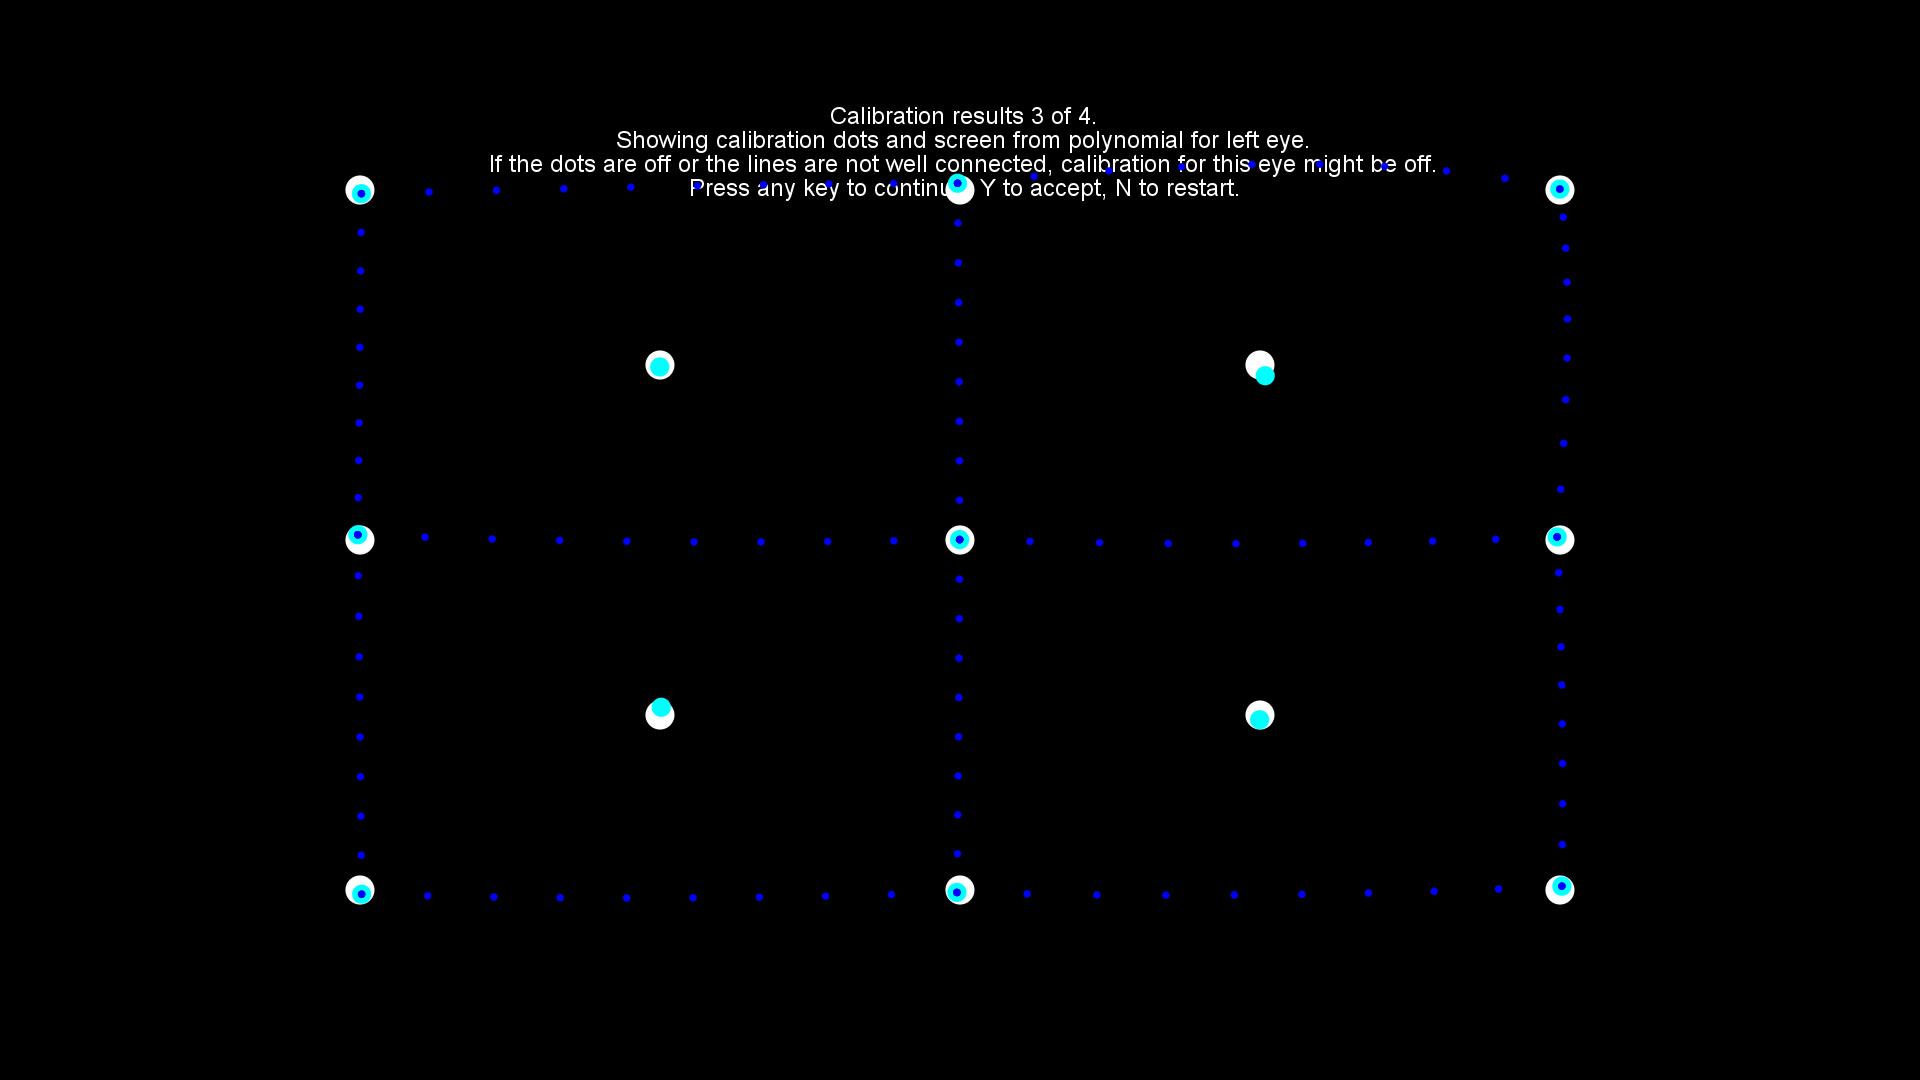 Calibration results 3 of 4.
Showing calibration dots and screen from polynomial for left eye.
If the dots are off or the lines are not well connected, calibration for this eye might be off.
Press any key to continu Y to accept, N to restart.